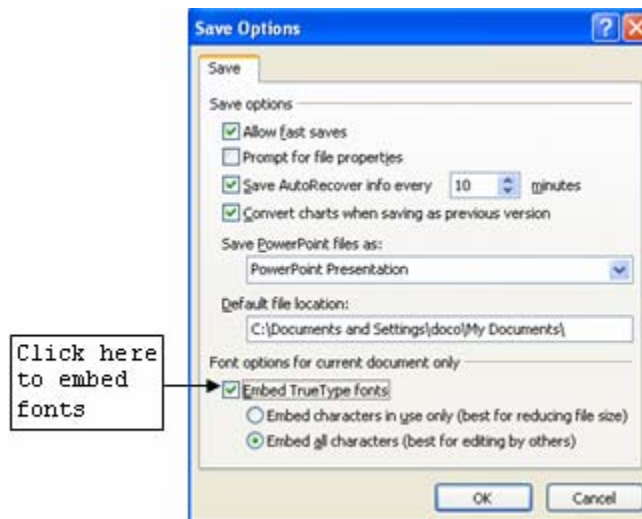 Save Options
Save
Save options
Allow fast saves
Prompt for file properties
Save AutoRecover info every 10 minutes
Convert charts when saving as previous version
Save PowerPoint files as:
PowerPoint Presentation
Default file location:
C:\Documents and Settings\doco\My Documents\
Click here
to embed
fonts
Font options for current document only
Embed TrueType fonts
Embed characters in use only (best for reducing file size)
Embed all characters (best for editing by others)
OK Cancel